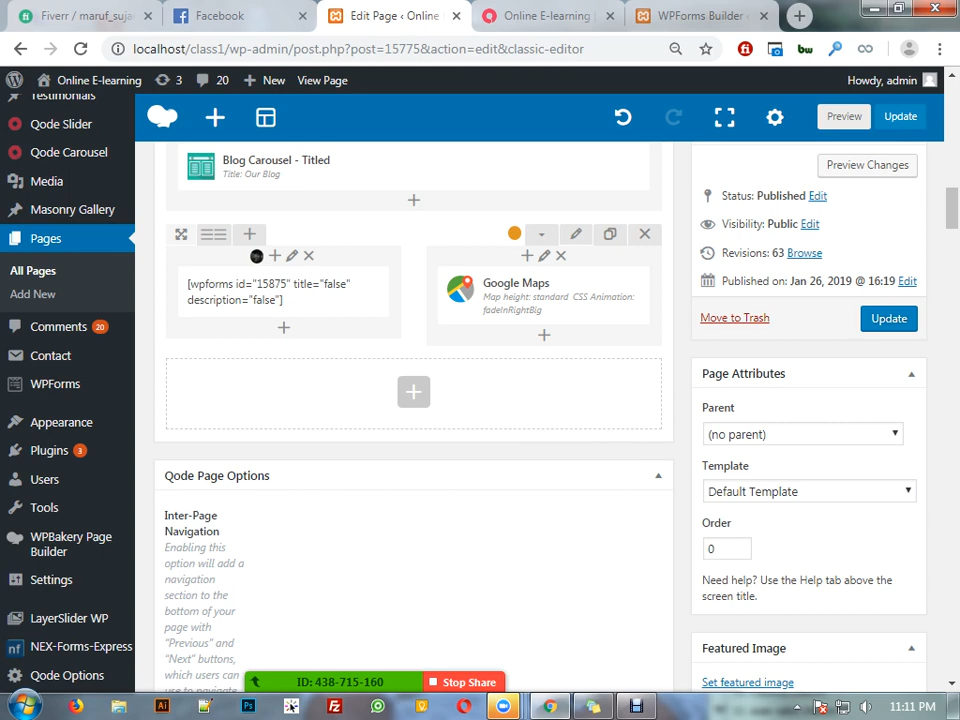 Fiverr / maruf_suja
Facebook
Edit Page ‹ Online
Online E-learning
WPForms Builder ‹
localhost/class1/wp-admin/post.php?post=15775&action=edit&classic-editor
Online E-learning
3
20
New
View Page
Howdy, admin
Testimonials
Qode Slider
Qode Carousel
Media
Masonry Gallery
Pages
All Pages
Add New
Comments 20
Contact
WPForms
Appearance
Plugins 3
Users
Tools
WPBakery Page
Builder
Settings
LayerSlider WP
NEX-Forms-Express
Qode Options
Preview
Update
Blog Carousel - Titled
Title: Our Blog
[wpforms id="15875" title="false"
description="false"]
Google Maps
Map height: standard CSS Animation:
fadeInRightBig
Qode Page Options
Inter-Page
Navigation
Enabling this
option will add a
navigation
section to the
bottom of your
page with
"Previous" and
"Next" buttons,
which users can
use to navigate
Preview Changes
Status: Published Edit
Visibility: Public Edit
Revisions: 63 Browse
Published on: Jan 26, 2019 @ 16:19 Edit
Move to Trash
Update
Page Attributes
Parent
(no parent)
Template
Default Template
Order
0
Need help? Use the Help tab above the
screen title.
Featured Image
Set featured image
ID: 438-715-160
Stop Share
11:11 PM